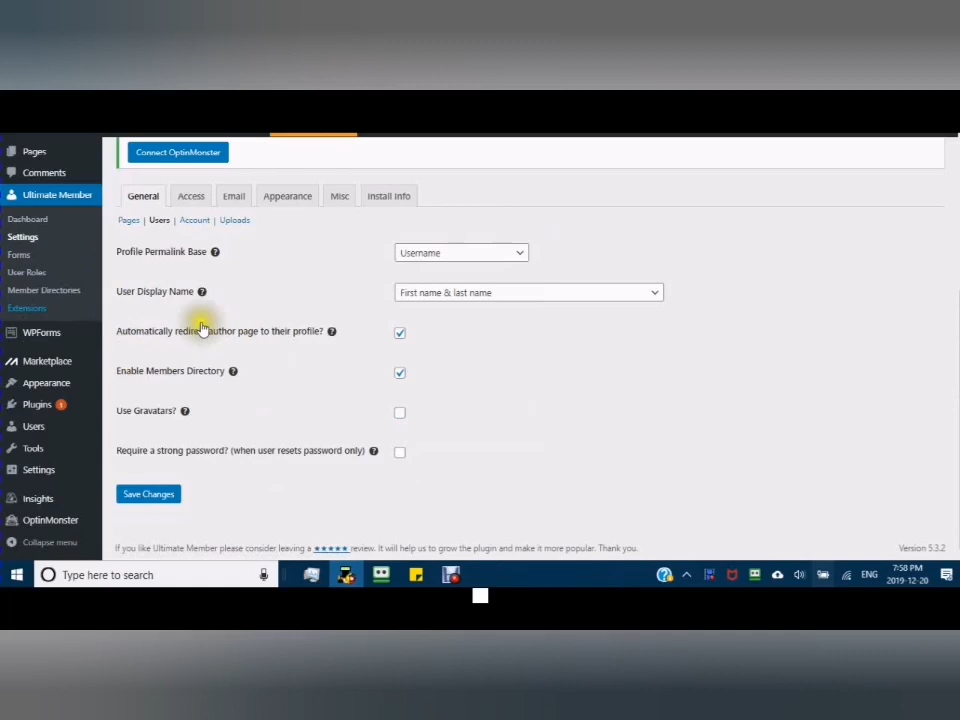 Pages
Comments
Ultimate Member
Dashboard
Settings
Forms
User Roles
Member Directories
Extensions
WPForms
Marketplace
Appearance
Plugins 1
Users
Tools
Settings
Insights
OptinMonster
Collapse menu
Connect OptinMonster
General Access Email Appearance Misc Install Info
Pages | Users | Account | Uploads
Profile Permalink Base ? Username
User Display Name ? First name & last name
Automatically redirect author page to their profile? ?
Enable Members Directory ?
Use Gravatars? ?
Require a strong password? (when user resets password only) ?
Save Changes
If you like Ultimate Member please consider leaving a ★★★★★ review. It will help us to grow the plugin and make it more popular. Thank you. Version 5.3.2
Type here to search
ENG
7:58 PM
2019-12-20